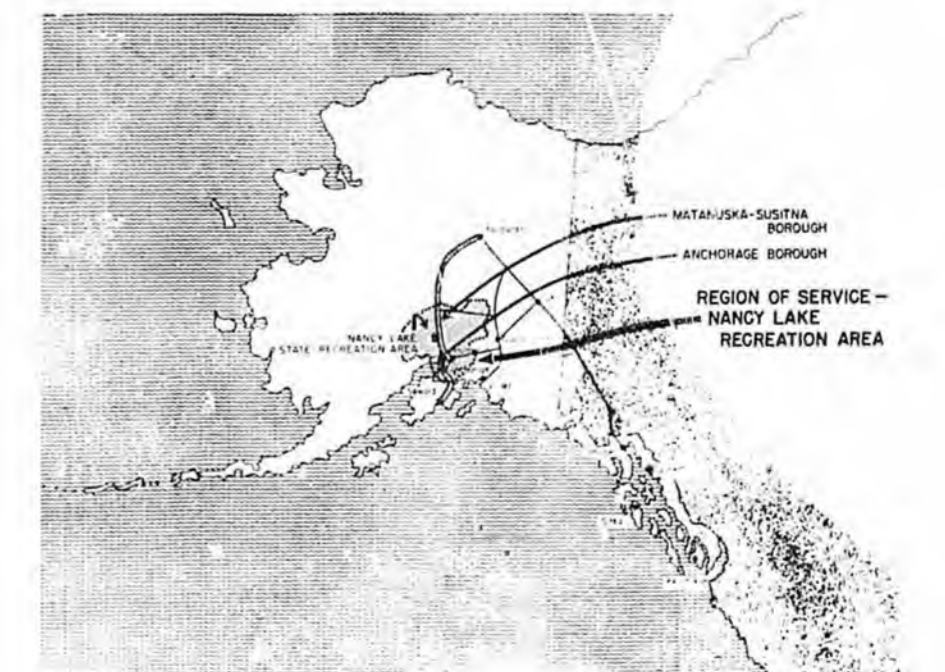 MATANUSKA-SUSITNA
BOROUGH
ANCHORAGE BOROUGH
REGION OF SERVICE –
NANCY LAKE
RECREATION AREA
NANCY LAKE
STATE RECREATION AREA